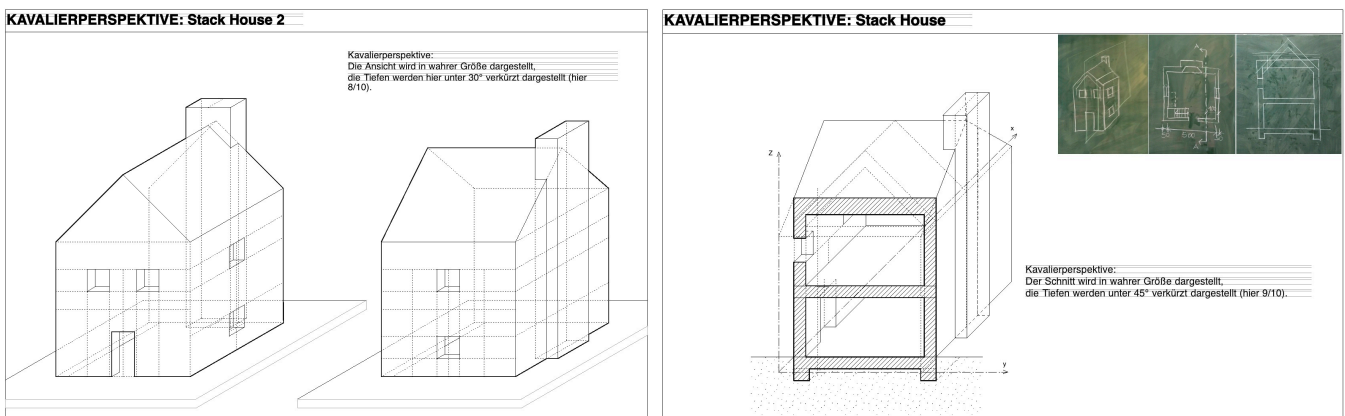 KAVALIERPERSPEKTIVE: Stack House 2
Kavalierperspektive:
Die Ansicht wird in wahrer Größe dargestellt,
die Tiefen werden hier unter 30° verkürzt dargestellt (hier
8/10).
KAVALIERPERSPEKTIVE: Stack House
z
x
y
Kavalierperspektive:
Der Schnitt wird in wahrer Größe dargestellt,
die Tiefen werden unter 45° verkürzt dargestellt (hier 9/10).